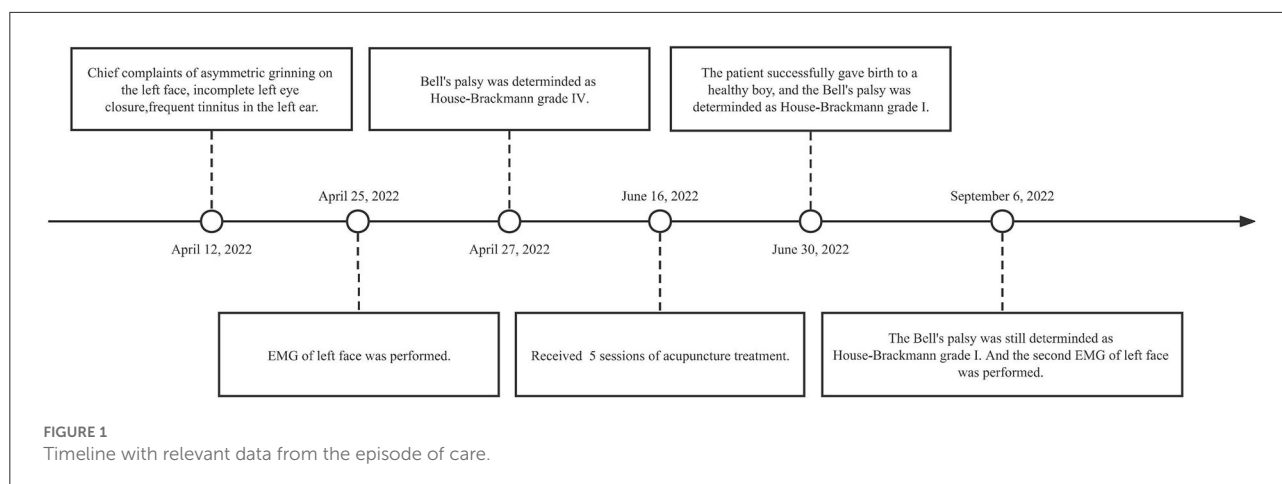 Chief complaints of asymmetric grinning on
the left face, incomplete left eye
closure,frequent tinnitus in the left ear.
Bell's palsy was determinded as
House-Brackmann grade IV.
The patient successfully gave birth to a
healthy boy, and the Bell's palsy was
determinded as House-Brackmann grade I.
April 25, 2022
June 16, 2022
September 6, 2022
April 12, 2022
April 27, 2022
June 30, 2022
EMG of left face was performed.
Received 5 sessions of acupuncture treatment.
The Bell's palsy was still determinded as
House-Brackmann grade I. And the second EMG of left face
was performed.
FIGURE 1
Timeline with relevant data from the episode of care.